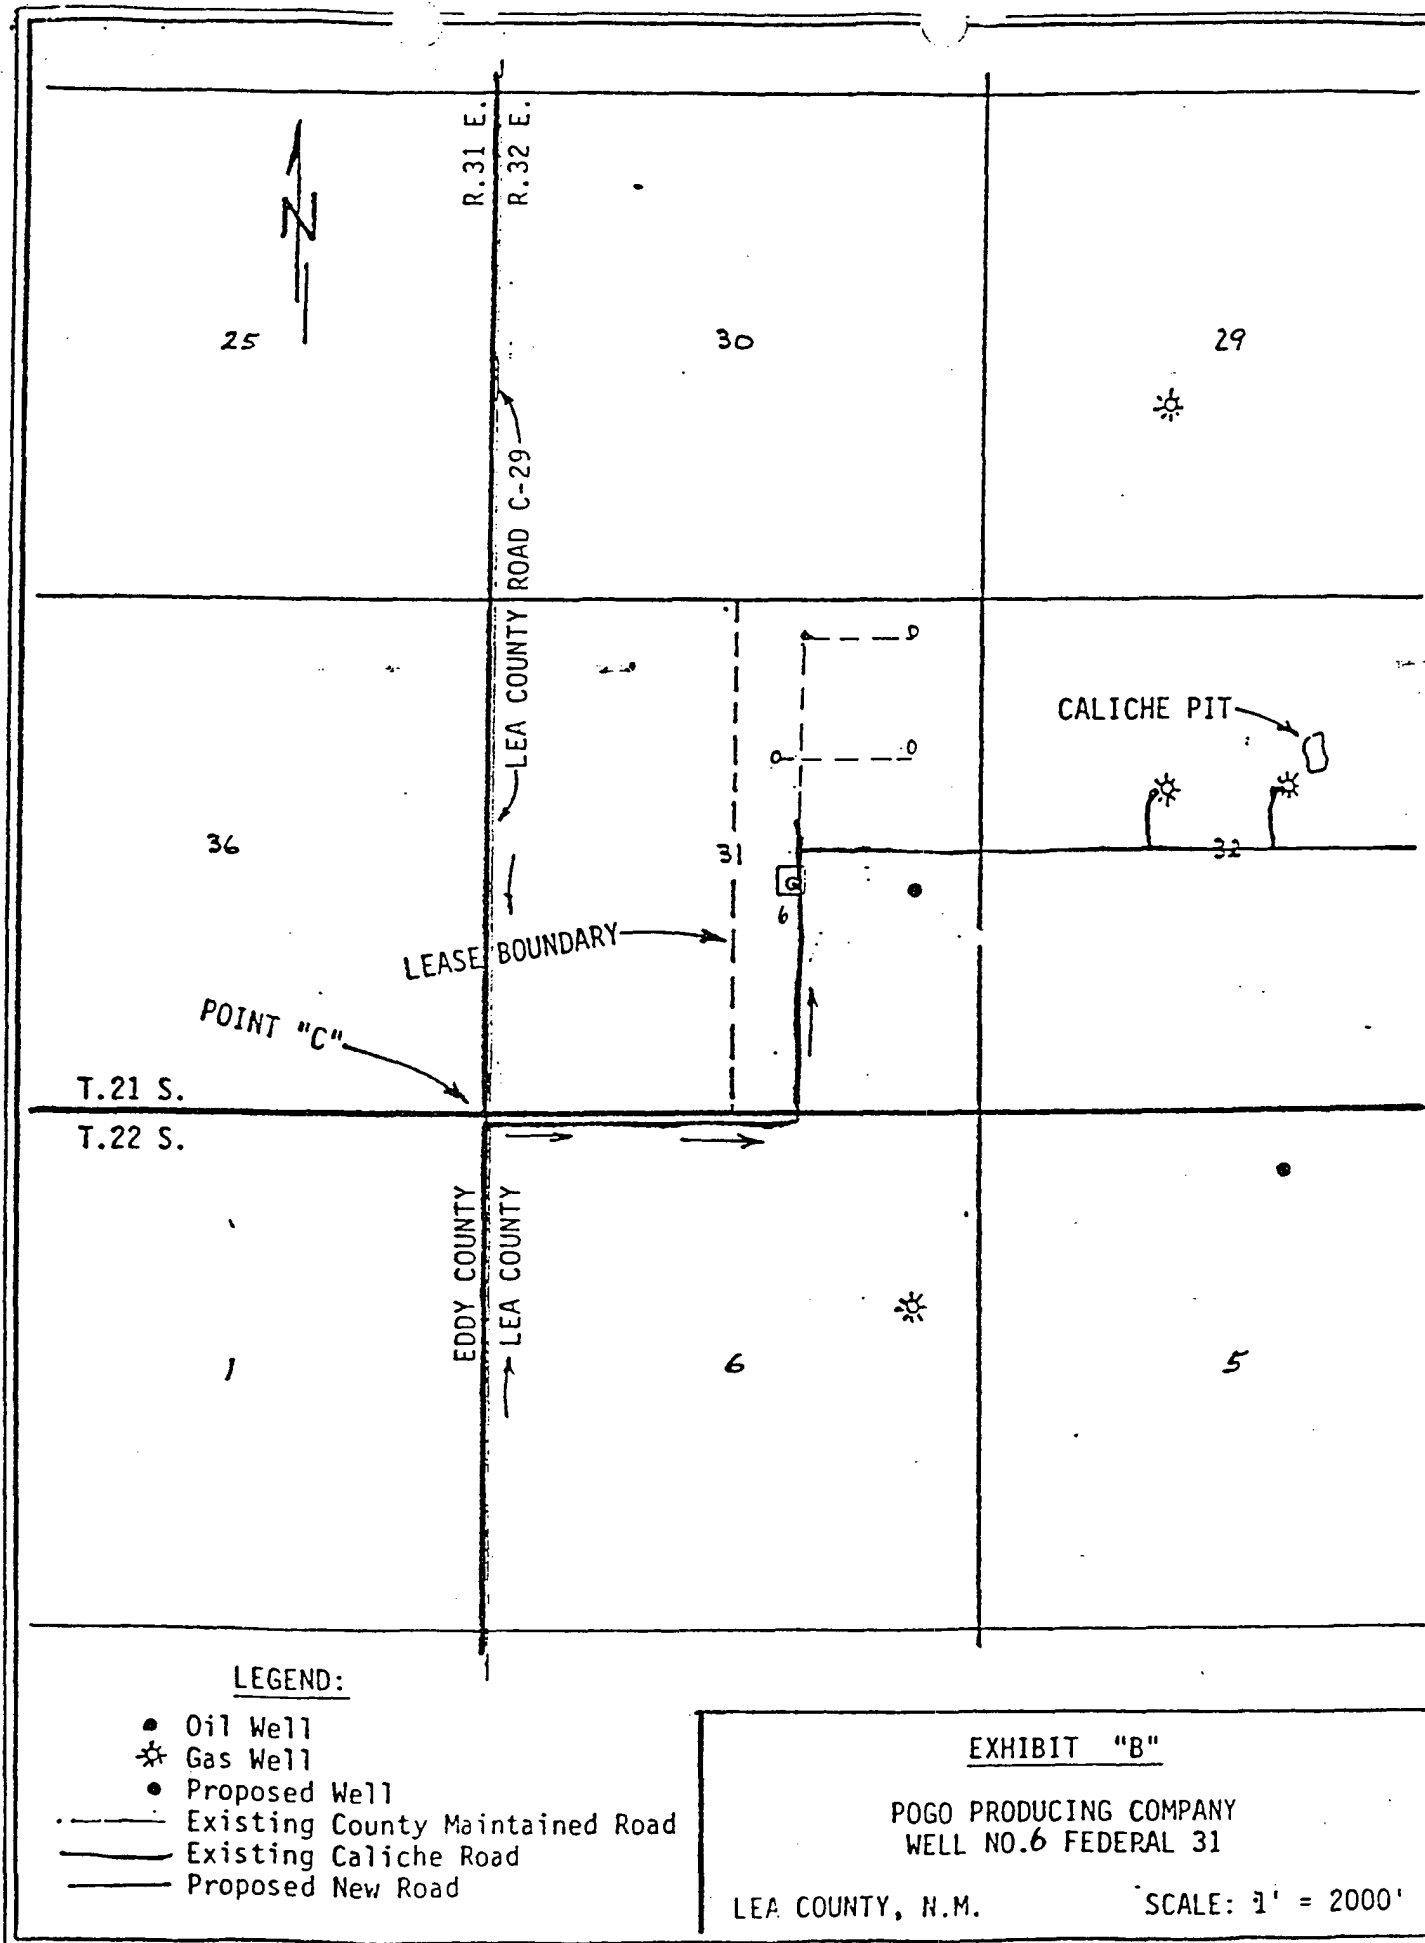 R.31 E.
R.32 E.
N
25
30
29
LEA COUNTY ROAD C-29
CALICHE PIT
36
31
32
6
LEASE BOUNDARY
POINT "C"
T.21 S.
T.22 S.
EDDY COUNTY
LEA COUNTY
1
6
5
LEGEND:
Oil Well
Gas Well
Proposed Well
Existing County Maintained Road
Existing Caliche Road
Proposed New Road
EXHIBIT "B"
POGO PRODUCING COMPANY
WELL NO.6 FEDERAL 31
LEA COUNTY, N.M. SCALE: 1' = 2000'